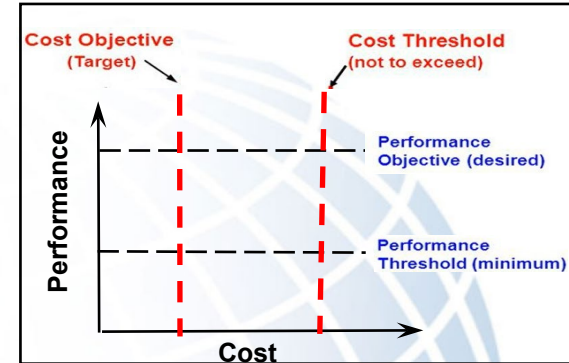 Cost Objective
(Target)
Cost Threshold
(not to exceed)
Performance
Objective (desired)
Performance
Threshold (minimum)
Performance
Cost